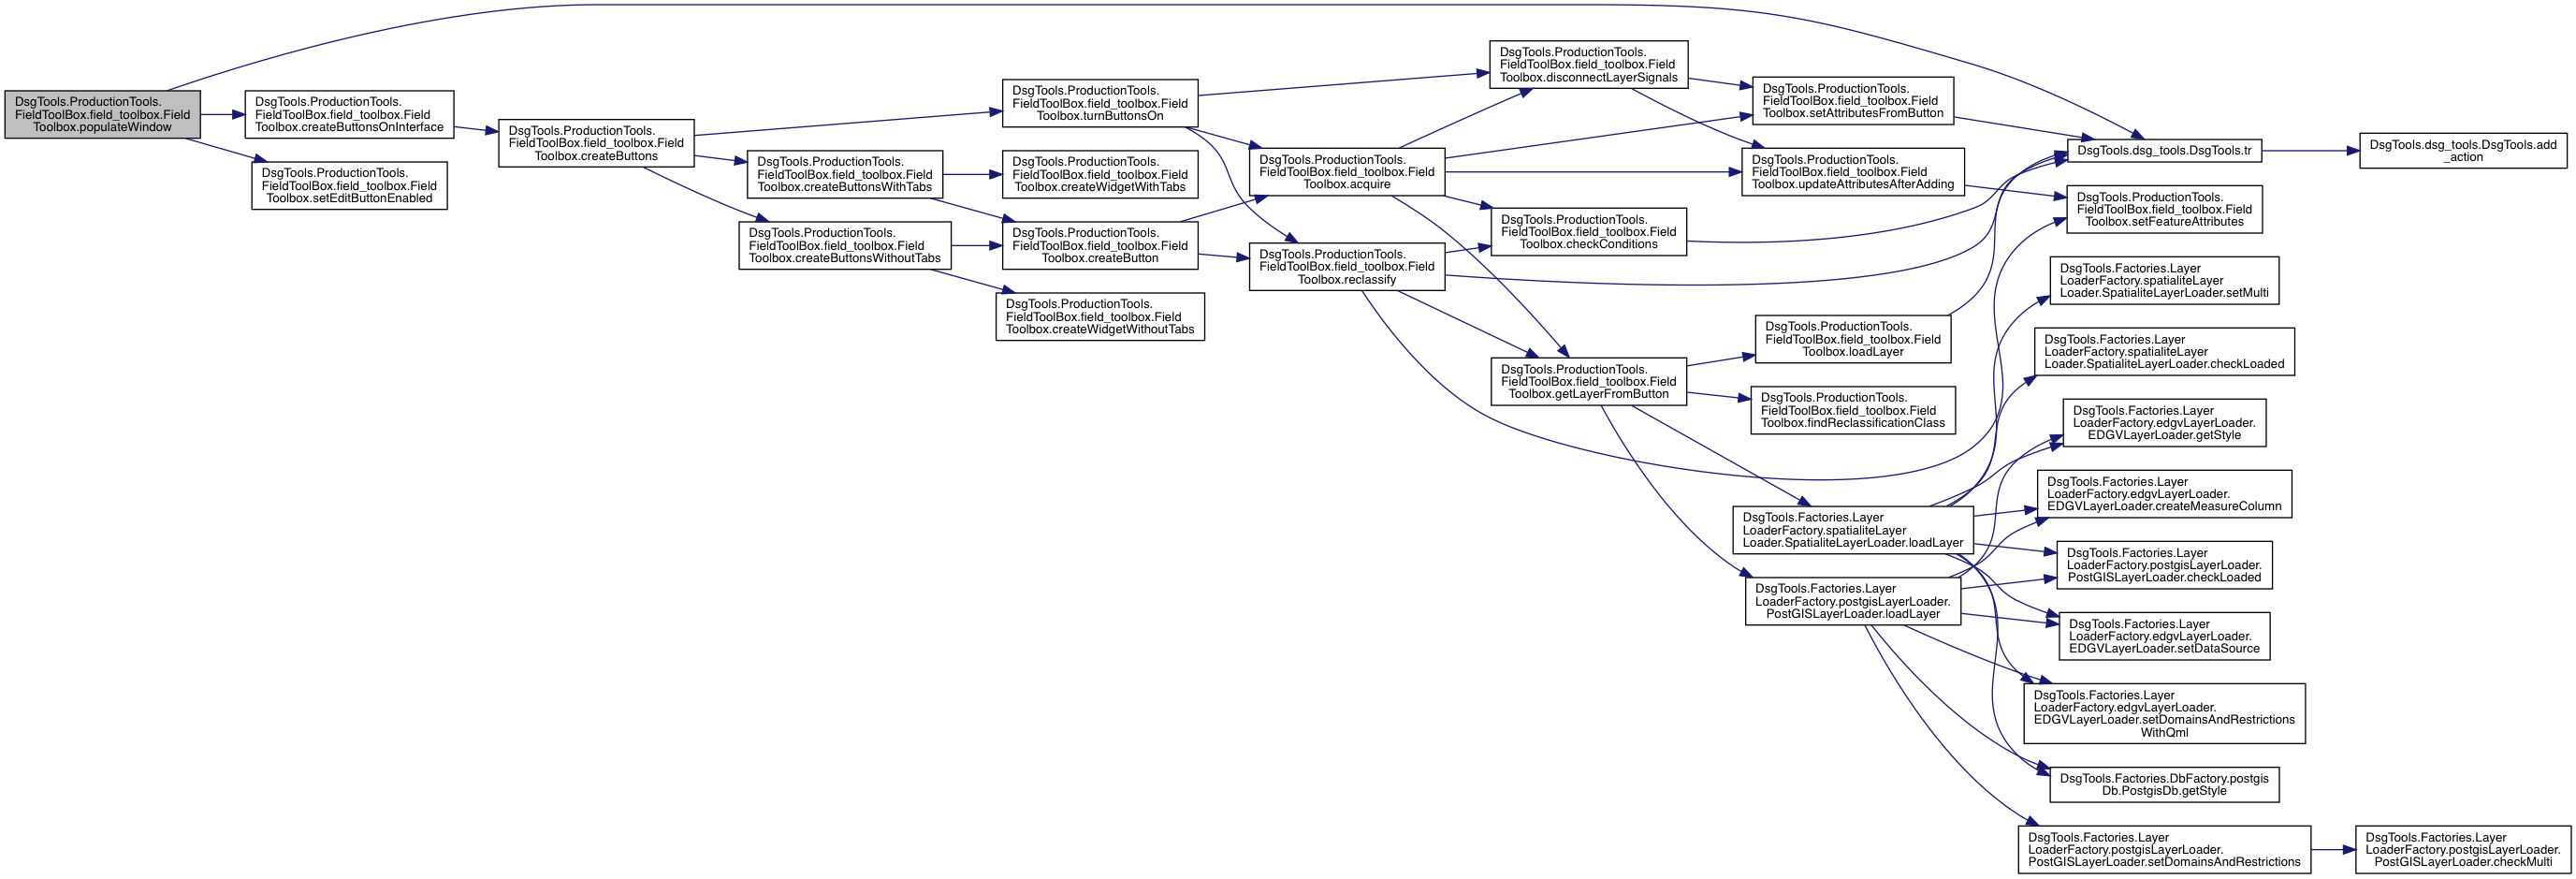 DsgTools.ProductionTools.
FieldToolBox.field_toolbox.Field
Toolbox.populateWindow
DsgTools.ProductionTools.
FieldToolBox.field_toolbox.Field
Toolbox.createButtonsOnInterface
DsgTools.ProductionTools.
FieldToolBox.field_toolbox.Field
Toolbox.setEditButtonEnabled
DsgTools.ProductionTools.
FieldToolBox.field_toolbox.Field
Toolbox.createButtons
DsgTools.ProductionTools.
FieldToolBox.field_toolbox.Field
Toolbox.createButtonsWithTabs
DsgTools.ProductionTools.
FieldToolBox.field_toolbox.Field
Toolbox.createButtonsWithoutTabs
DsgTools.ProductionTools.
FieldToolBox.field_toolbox.Field
Toolbox.turnButtonsOn
DsgTools.ProductionTools.
FieldToolBox.field_toolbox.Field
Toolbox.createWidgetWithTabs
DsgTools.ProductionTools.
FieldToolBox.field_toolbox.Field
Toolbox.createButton
DsgTools.ProductionTools.
FieldToolBox.field_toolbox.Field
Toolbox.createWidgetWithoutTabs
DsgTools.ProductionTools.
FieldToolBox.field_toolbox.Field
Toolbox.acquire
DsgTools.ProductionTools.
FieldToolBox.field_toolbox.Field
Toolbox.reclassify
DsgTools.ProductionTools.
FieldToolBox.field_toolbox.Field
Toolbox.disconnectLayerSignals
DsgTools.ProductionTools.
FieldToolBox.field_toolbox.Field
Toolbox.checkConditions
DsgTools.ProductionTools.
FieldToolBox.field_toolbox.Field
Toolbox.getLayerFromButton
DsgTools.ProductionTools.
FieldToolBox.field_toolbox.Field
Toolbox.setAttributesFromButton
DsgTools.ProductionTools.
FieldToolBox.field_toolbox.Field
Toolbox.updateAttributesAfterAdding
DsgTools.ProductionTools.
FieldToolBox.field_toolbox.Field
Toolbox.loadLayer
DsgTools.ProductionTools.
FieldToolBox.field_toolbox.Field
Toolbox.findReclassificationClass
DsgTools.Factories.Layer
LoaderFactory.spatialiteLayer
Loader.SpatialiteLayerLoader.loadLayer
DsgTools.Factories.Layer
LoaderFactory.postgisLayerLoader.
PostGISLayerLoader.loadLayer
DsgTools.dsg_tools.DsgTools.tr
DsgTools.ProductionTools.
FieldToolBox.field_toolbox.Field
Toolbox.setFeatureAttributes
DsgTools.Factories.Layer
LoaderFactory.spatialiteLayer
Loader.SpatialiteLayerLoader.setMulti
DsgTools.Factories.Layer
LoaderFactory.spatialiteLayer
Loader.SpatialiteLayerLoader.checkLoaded
DsgTools.Factories.Layer
LoaderFactory.edgvLayerLoader.
EDGVLayerLoader.getStyle
DsgTools.Factories.Layer
LoaderFactory.edgvLayerLoader.
EDGVLayerLoader.createMeasureColumn
DsgTools.Factories.Layer
LoaderFactory.postgisLayerLoader.
PostGISLayerLoader.checkLoaded
DsgTools.Factories.Layer
LoaderFactory.edgvLayerLoader.
EDGVLayerLoader.setDataSource
DsgTools.Factories.Layer
LoaderFactory.edgvLayerLoader.
EDGVLayerLoader.setDomainsAndRestrictions
WithQml
DsgTools.Factories.DbFactory.postgis
Db.PostgisDb.getStyle
DsgTools.Factories.Layer
LoaderFactory.postgisLayerLoader.
PostGISLayerLoader.setDomainsAndRestrictions
DsgTools.dsg_tools.DsgTools.add
_action
DsgTools.Factories.Layer
LoaderFactory.postgisLayerLoader.
PostGISLayerLoader.checkMulti